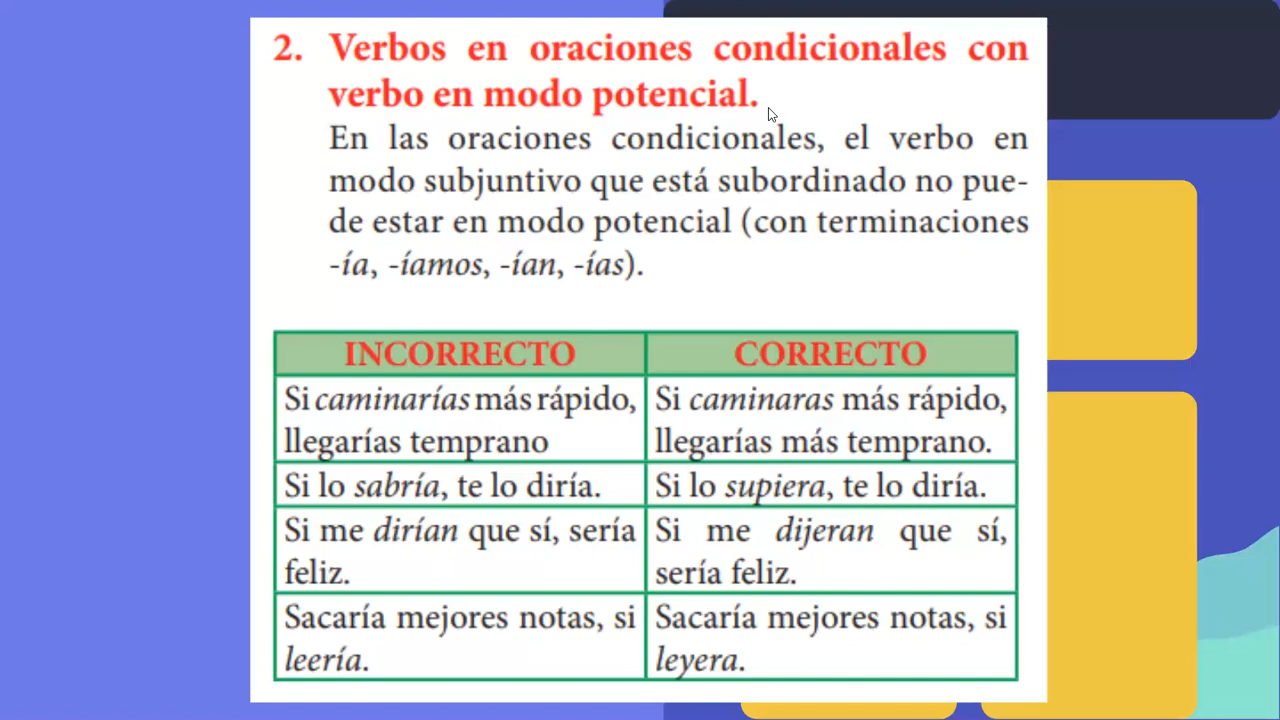 2. Verbos en oraciones condicionales con
verbo en modo potencial.
En las oraciones condicionales, el verbo en
modo subjuntivo que está subordinado no pue-
de estar en modo potencial (con terminaciones
-ía, -íamos, -ían, -ías).
INCORRECTO
CORRECTO
Si caminarías más rápido,
llegarías temprano
Si caminaras más rápido,
llegarías más temprano.
Si lo sabría, te lo diría.
Si lo supiera, te lo diría.
Si me dirían que sí, sería
feliz.
Si me dijeran que sí,
sería feliz.
Sacaría mejores notas, si
leería.
Sacaría mejores notas, si
leyera.